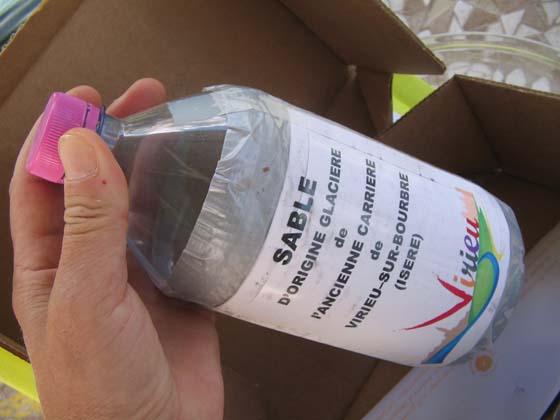 SABLE
D'ORIGINE GLACIERE
de
l'ANCIENNE CARRIERE
de
VIRIEU-SUR-BOURBRE
(ISERE)
Virieu